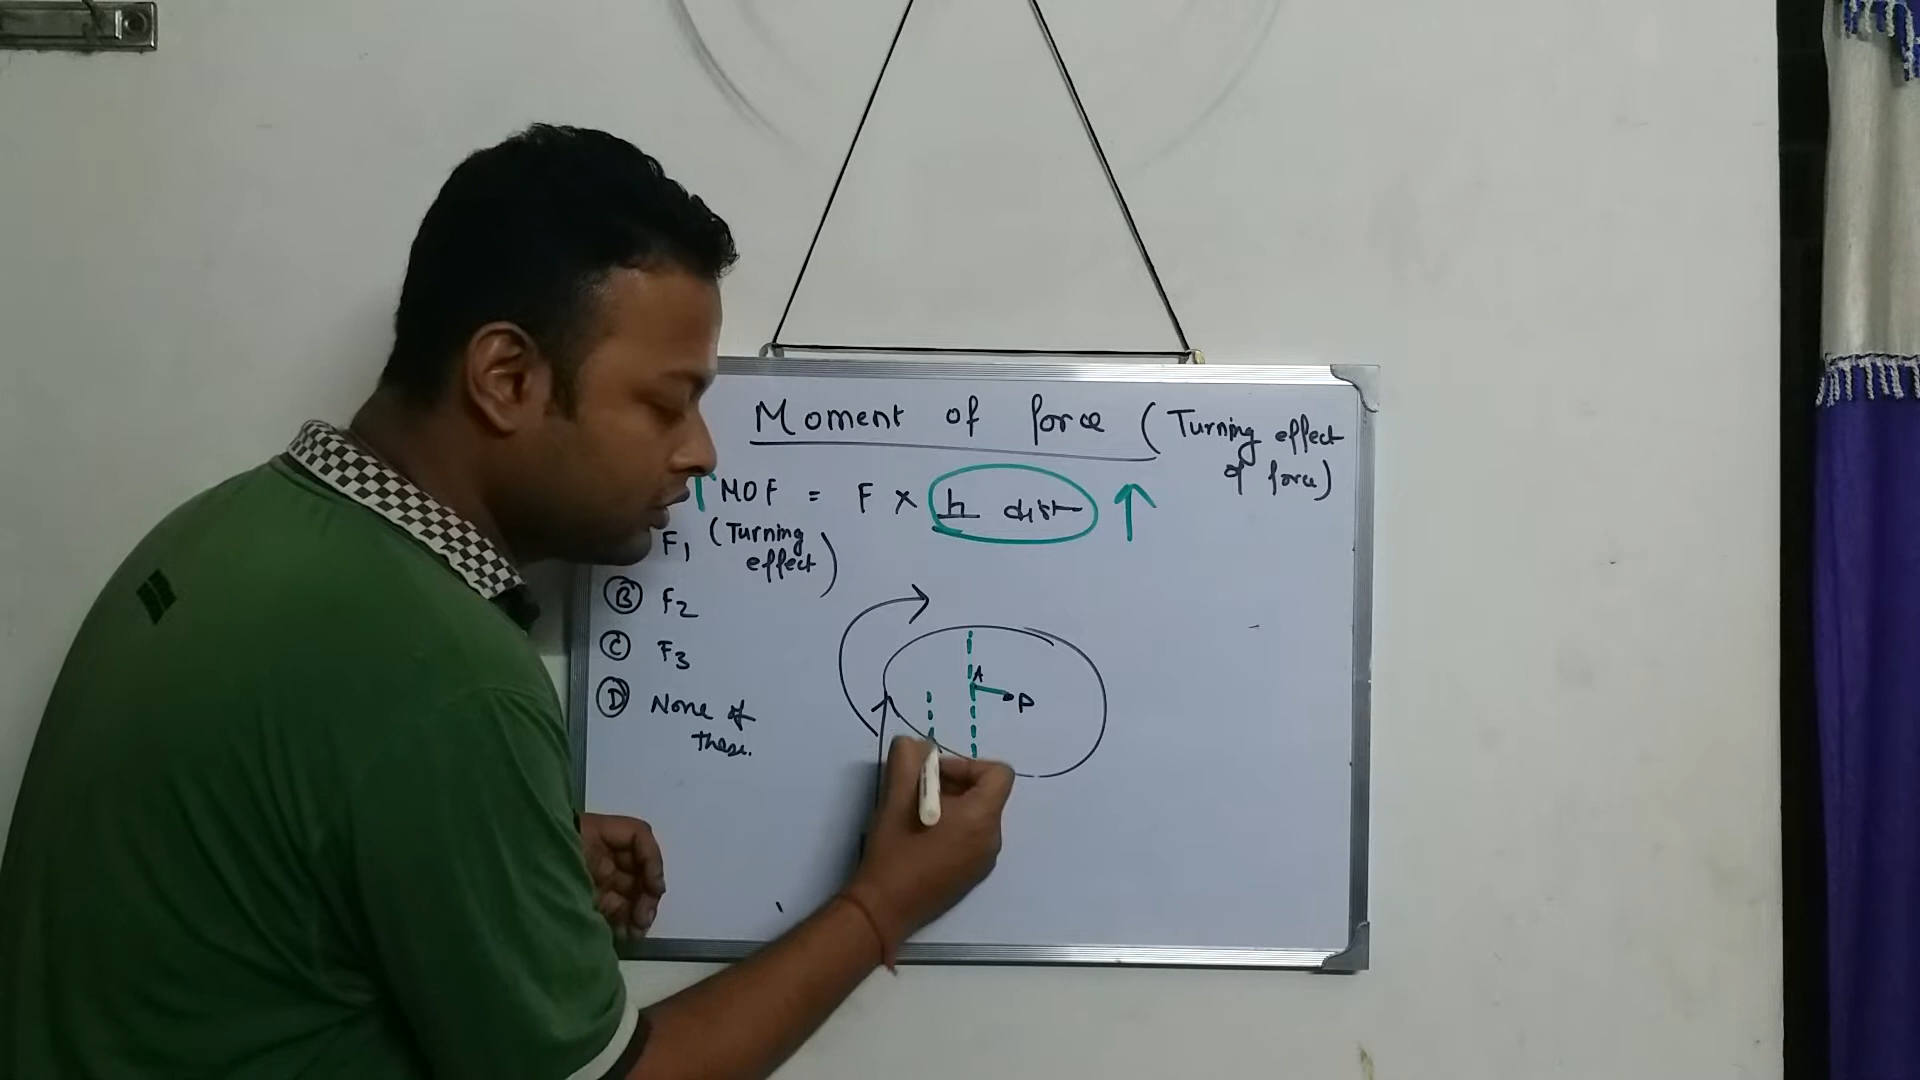 Moment of force (Turning effect
of force)
↑ MOF = F × h dist ↑
(Turning
effect)
F₁
Ⓑ F₂
Ⓒ F₃
Ⓓ None of
these.
A
P